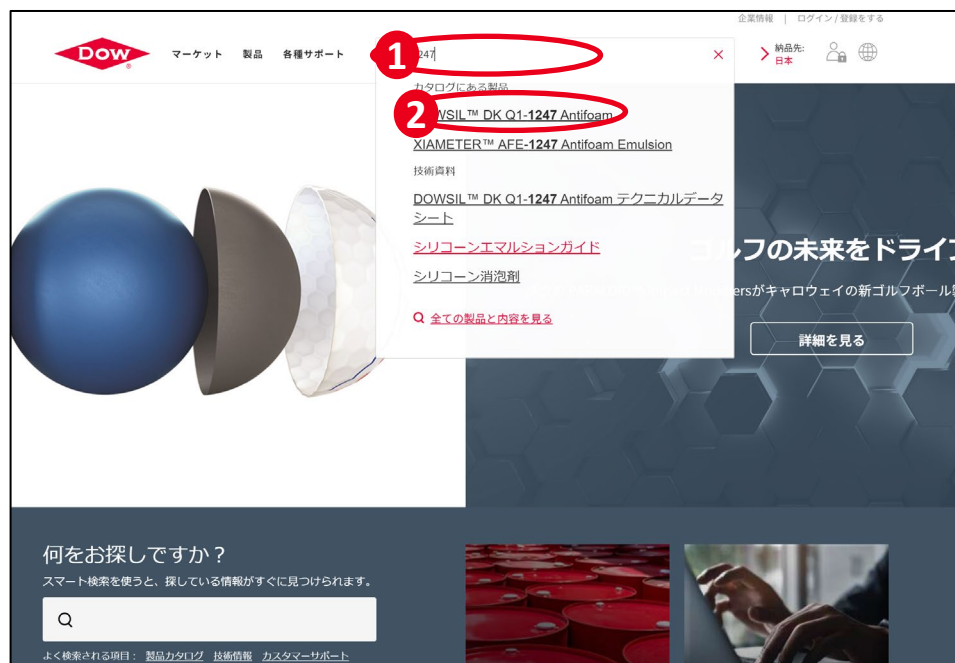 企業情報 | ログイン / 登録をする
DOW
マーケット 製品 各種サポート
1
247
納品先:
日本
カタログにある製品
2
WSIL™ DK Q1-1247 Antifoam
XIAMETER™ AFE-1247 Antifoam Emulsion
技術資料
DOWSIL™ DK Q1-1247 Antifoam テクニカルデータ
シート
シリコーンエマルションガイド
シリコーン消泡剤
全ての製品と内容を見る
ルフの未来をドライブ
ersがキャロウェイの新ゴルフボール
詳細を見る
何をお探しですか？
スマート検索を使うと、探している情報がすぐに見つけられます。
よく検索される項目： 製品カタログ 技術情報 カスタマーサポート